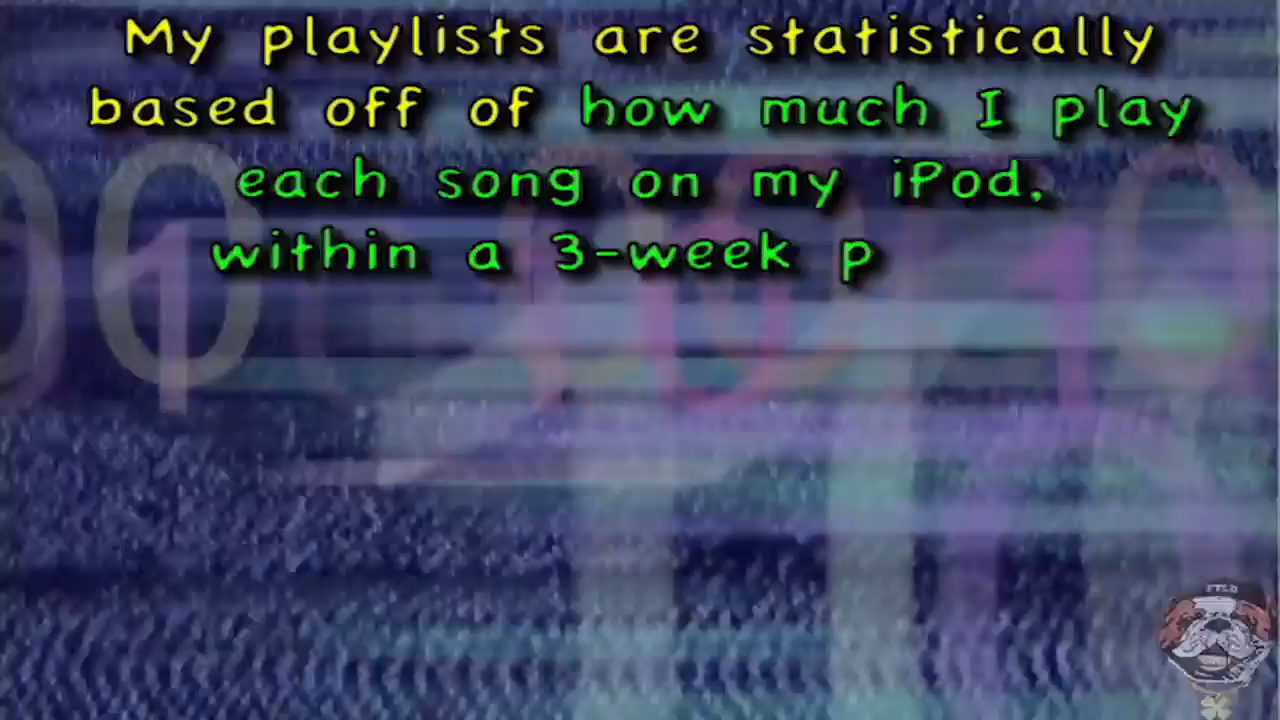 My playlists are statistically
based off of how much I play
each song on my iPod,
within a 3-week p